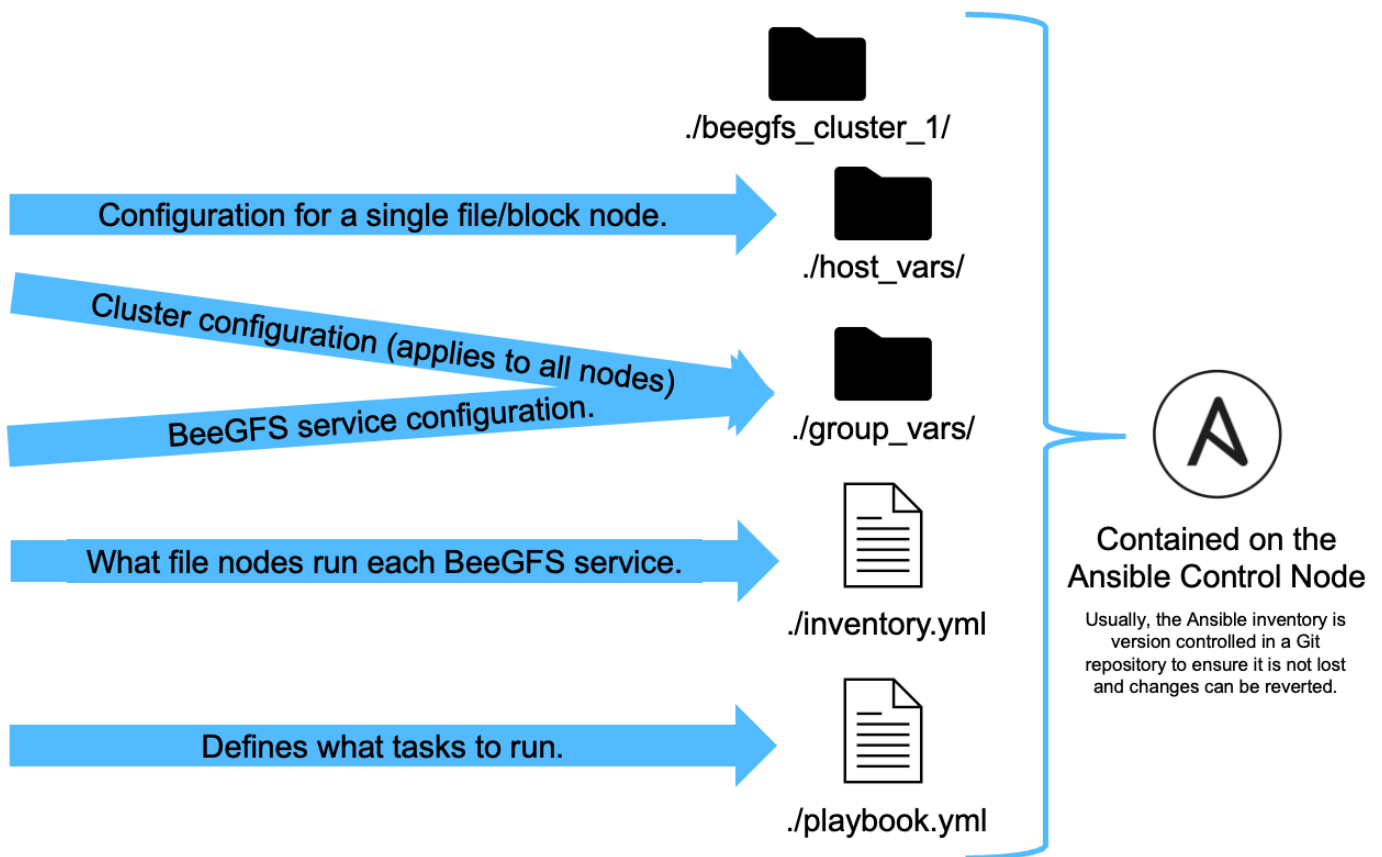 ./beegfs_cluster_1/
Configuration for a single file/block node.
./host_vars/
Cluster configuration (applies to all nodes)
BeeGFS service configuration.
./group_vars/
What file nodes run each BeeGFS service.
./inventory.yml
Defines what tasks to run.
./playbook.yml
Contained on the
Ansible Control Node
Usually, the Ansible inventory is
version controlled in a Git
repository to ensure it is not lost
and changes can be reverted.